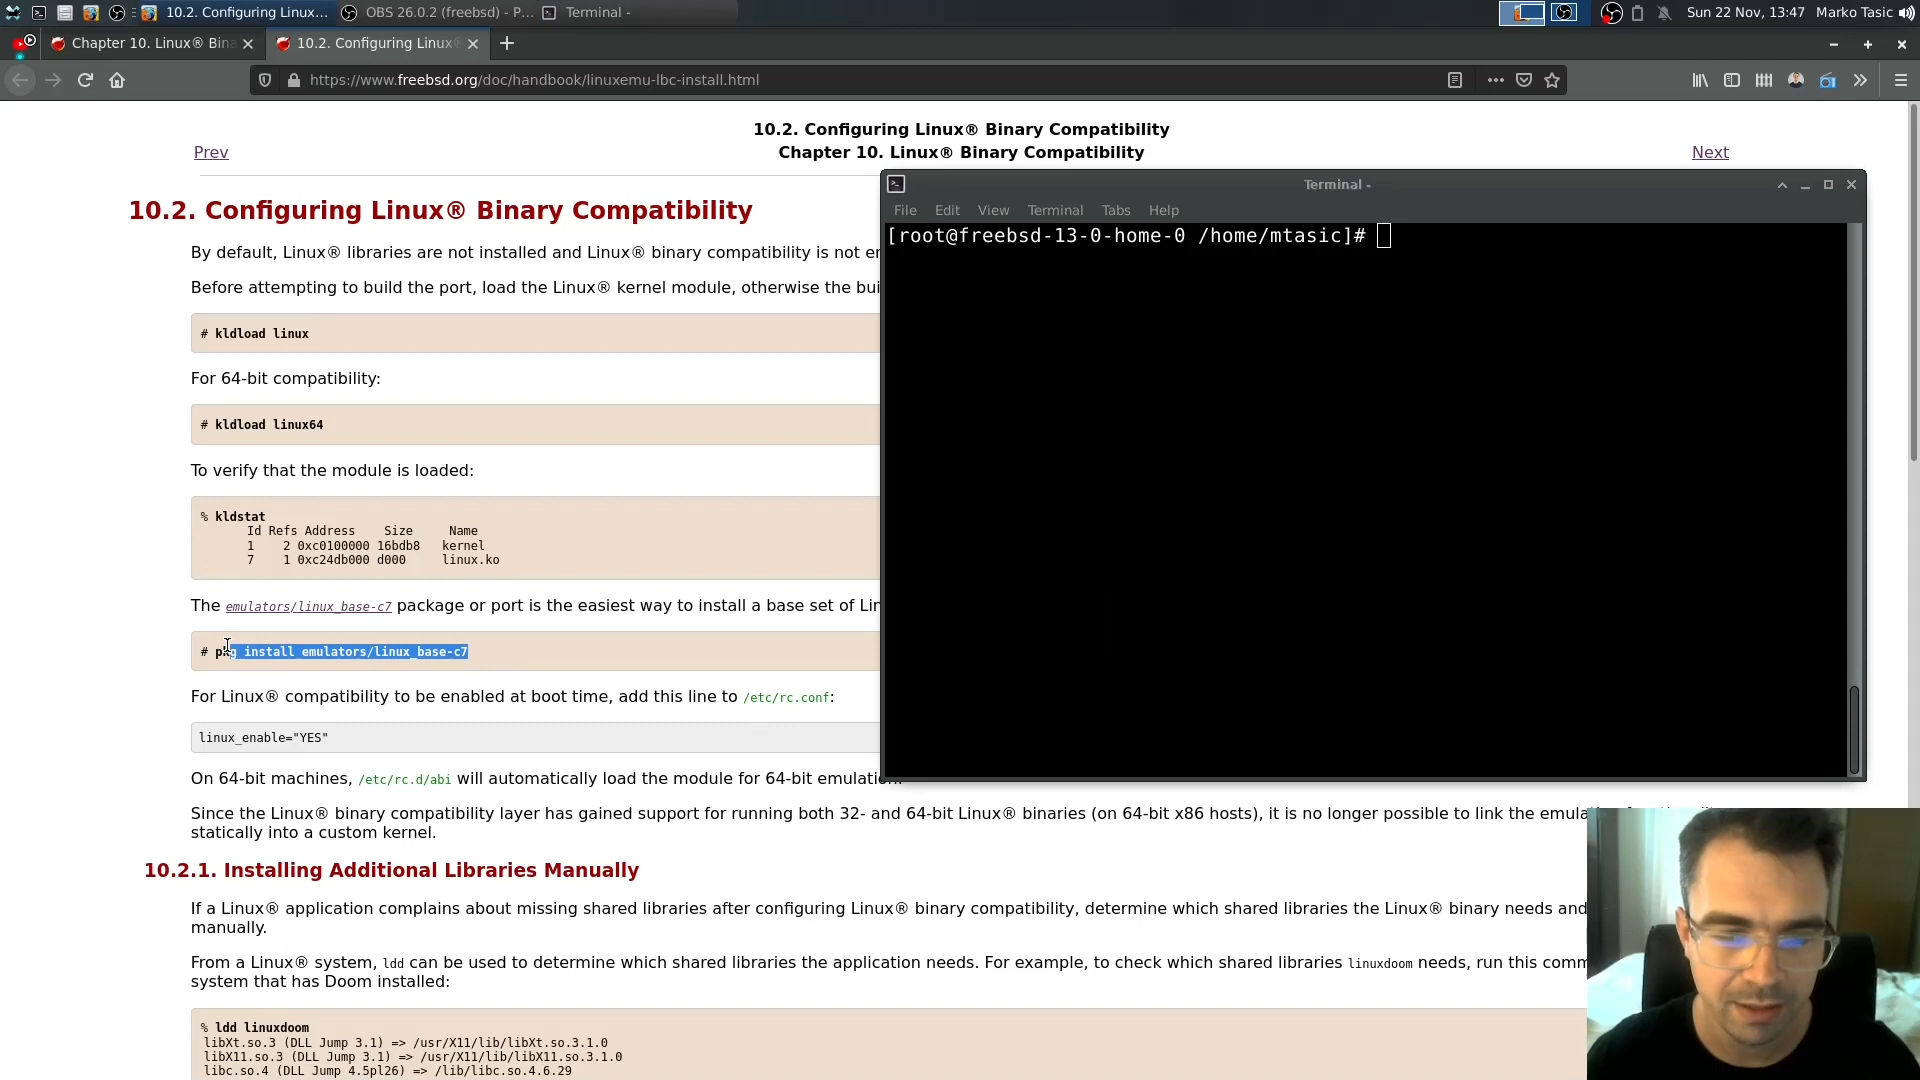 10.2. Configuring Linux...
OBS 26.0.2 (freebsd) - P...
Terminal -
Sun 22 Nov, 13:47
Marko Tasic
Chapter 10. Linux® Bina
10.2. Configuring Linux®
https://www.freebsd.org/doc/handbook/linuxemu-lbc-install.html
10.2. Configuring Linux® Binary Compatibility
Prev
Chapter 10. Linux® Binary Compatibility
Next
10.2. Configuring Linux® Binary Compatibility
By default, Linux® libraries are not installed and Linux® binary compatibility is not en
Before attempting to build the port, load the Linux® kernel module, otherwise the bui
# kldload linux
For 64-bit compatibility:
# kldload linux64
To verify that the module is loaded:
% kldstat
Id Refs Address    Size     Name
1    2 0xc0100000 16bdb8   kernel
7    1 0xc24db000 d000     linux.ko
The emulators/linux_base-c7 package or port is the easiest way to install a base set of Lin
# pkg install emulators/linux_base-c7
For Linux® compatibility to be enabled at boot time, add this line to /etc/rc.conf:
linux_enable="YES"
On 64-bit machines, /etc/rc.d/abi will automatically load the module for 64-bit emulation.
Since the Linux® binary compatibility layer has gained support for running both 32- and 64-bit Linux® binaries (on 64-bit x86 hosts), it is no longer possible to link the
statically into a custom kernel.
10.2.1. Installing Additional Libraries Manually
If a Linux® application complains about missing shared libraries after configuring Linux® binary compatibility, determine which shared libraries the Linux® binary needs and
manually.
From a Linux® system, ldd can be used to determine which shared libraries the application needs. For example, to check which shared libraries linuxdoom needs, run this comm
system that has Doom installed:
% ldd linuxdoom
libXt.so.3 (DLL Jump 3.1) => /usr/X11/lib/libXt.so.3.1.0
libX11.so.3 (DLL Jump 3.1) => /usr/X11/lib/libX11.so.3.1.0
libc.so.4 (DLL Jump 4.5pl26) => /lib/libc.so.4.6.29
Terminal -
File Edit View Terminal Tabs Help
[root@freebsd-13-0-home-0 /home/mtasic]#